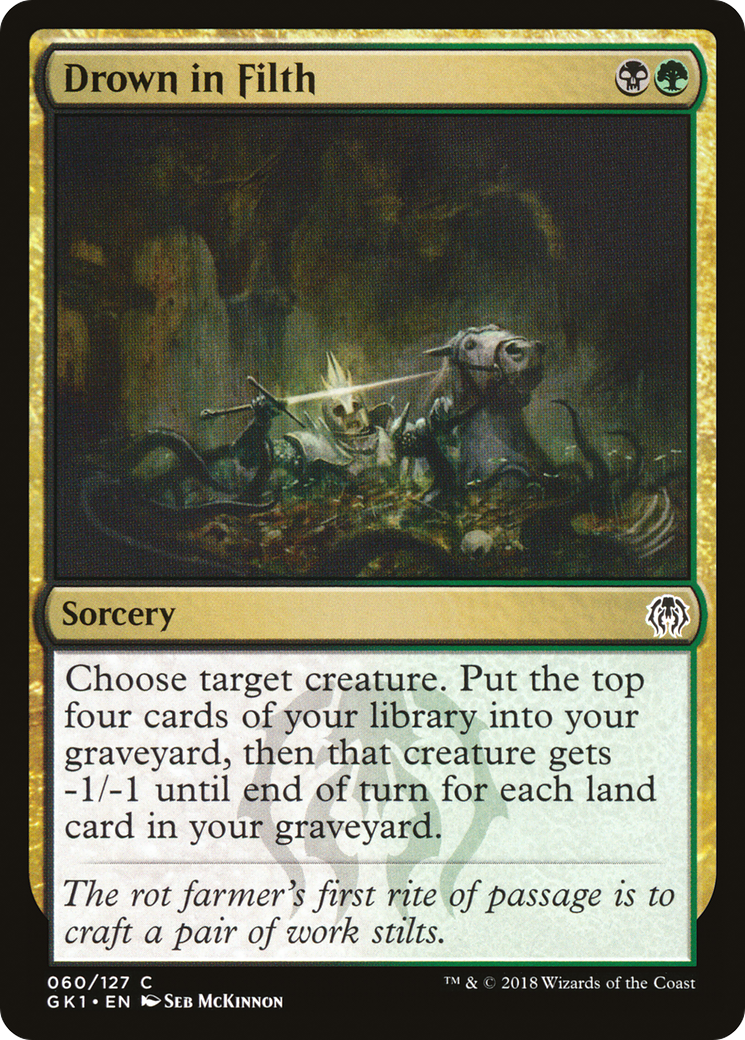 Drown in Filth
Sorcery
Choose target creature. Put the top
four cards of your library into your
graveyard, then that creature gets
-1/-1 until end of turn for each land
card in your graveyard.
The rot farmer's first rite of passage is to
craft a pair of work stilts.
060/127 C
GK1 • EN Seb McKinnon
™ & © 2018 Wizards of the Coast